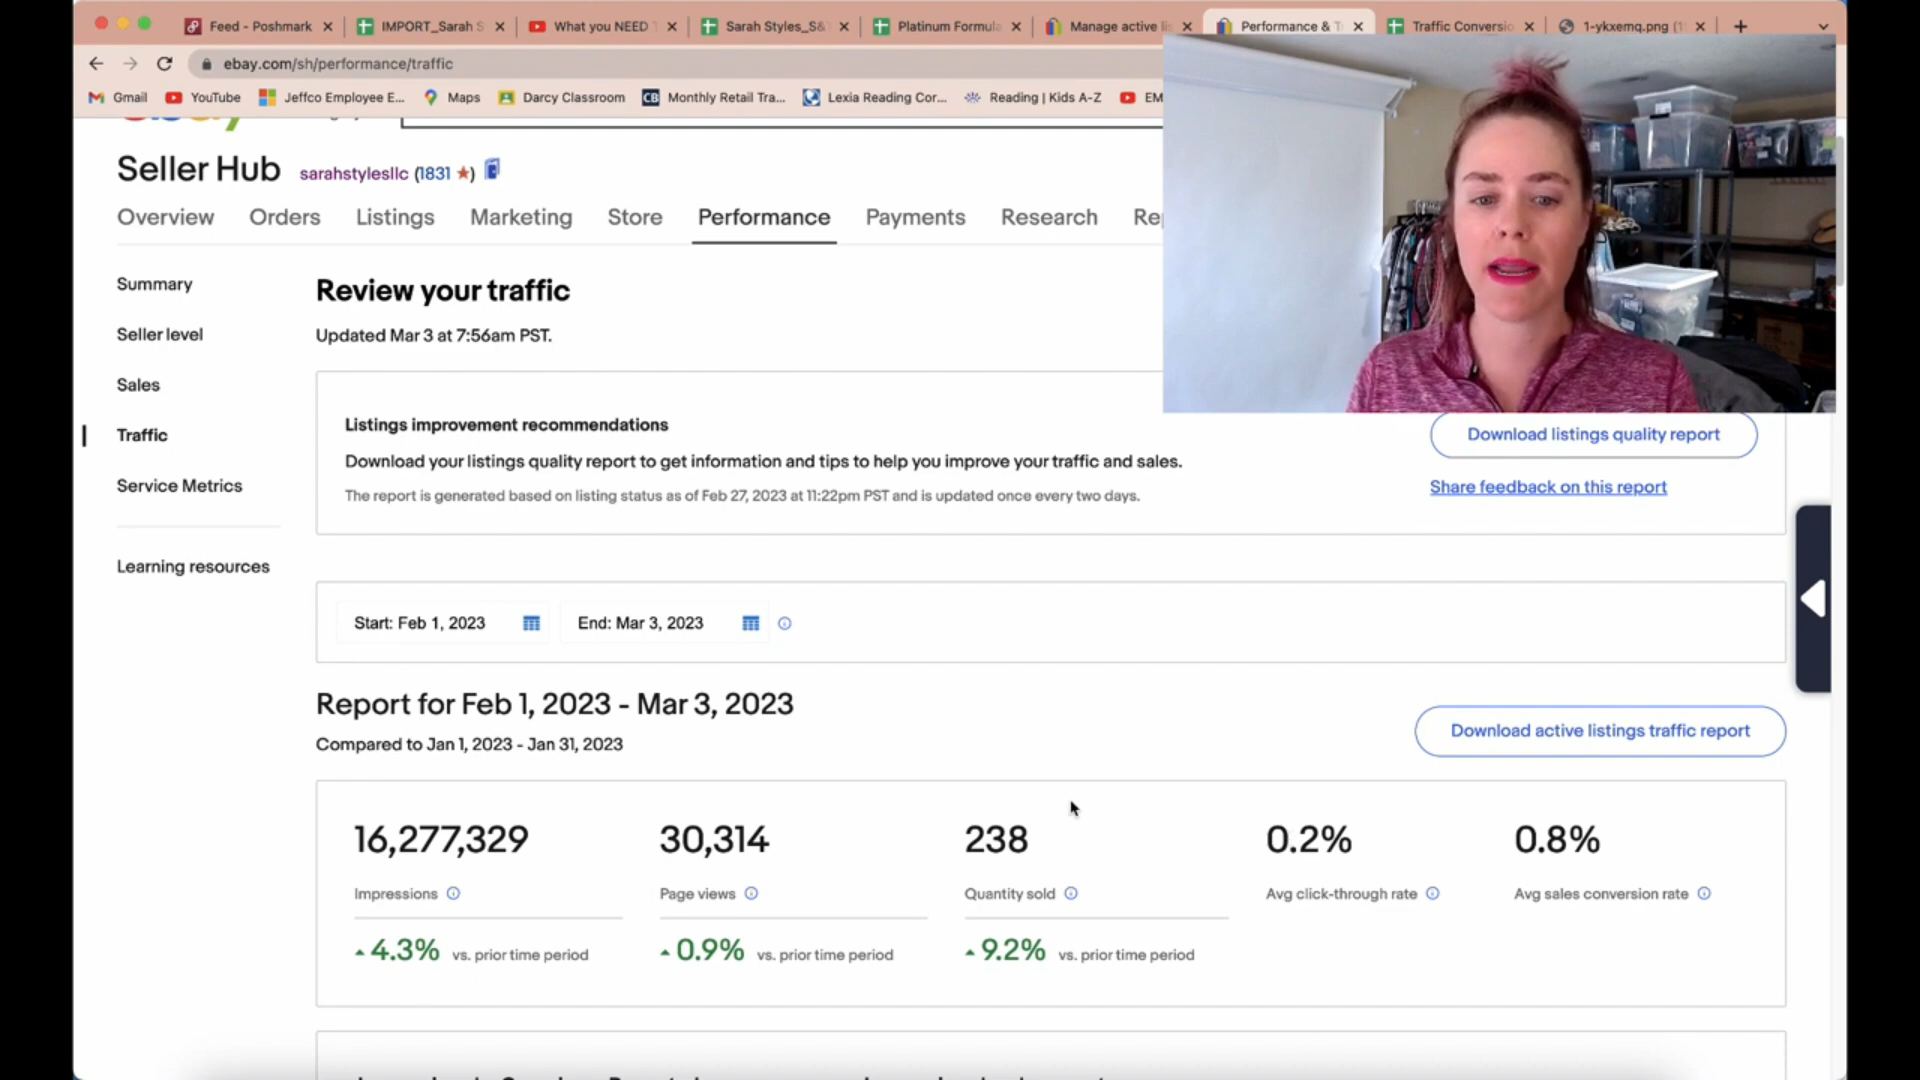 Feed - Poshmark
IMPORT_Sarah S
What you NEED
Sarah Styles_S&
Platinum Formula
Manage active lis
Performance & T
Traffic Conversio
1-ykxemq.png (1
ebay.com/sh/performance/traffic
Gmail
YouTube
Jeffco Employee E...
Maps
Darcy Classroom
CB
Monthly Retail Tra...
Lexia Reading Cor...
Reading | Kids A-Z
EM
Seller Hub sarahstylesllc (1831 ★)
Overview Orders Listings Marketing Store Performance Payments Research Re
Summary
Seller level
Sales
Traffic
Service Metrics
Learning resources
Review your traffic
Updated Mar 3 at 7:56am PST.
Listings improvement recommendations
Download your listings quality report to get information and tips to help you improve your traffic and sales.
The report is generated based on listing status as of Feb 27, 2023 at 11:22pm PST and is updated once every two days.
Download listings quality report
Share feedback on this report
Start: Feb 1, 2023
End: Mar 3, 2023
Report for Feb 1, 2023 - Mar 3, 2023
Compared to Jan 1, 2023 - Jan 31, 2023
Download active listings traffic report
16,277,329
Impressions
4.3% vs. prior time period
30,314
Page views
0.9% vs. prior time period
238
Quantity sold
9.2% vs. prior time period
0.2%
Avg click-through rate
0.8%
Avg sales conversion rate